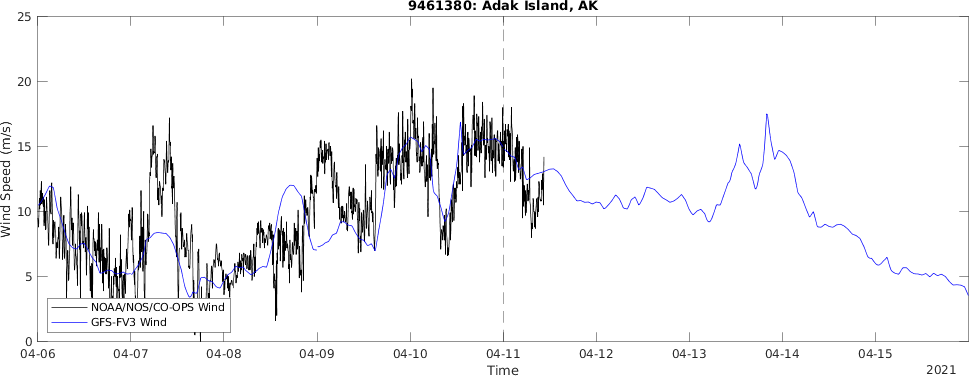 9461380: Adak Island, AK
25
20
15
10
5
0
Wind Speed (m/s)
NOAA/NOS/CO-OPS Wind
GFS-FV3 Wind
04-06 04-07 04-08 04-09 04-10 04-11 04-12 04-13 04-14 04-15
Time
2021